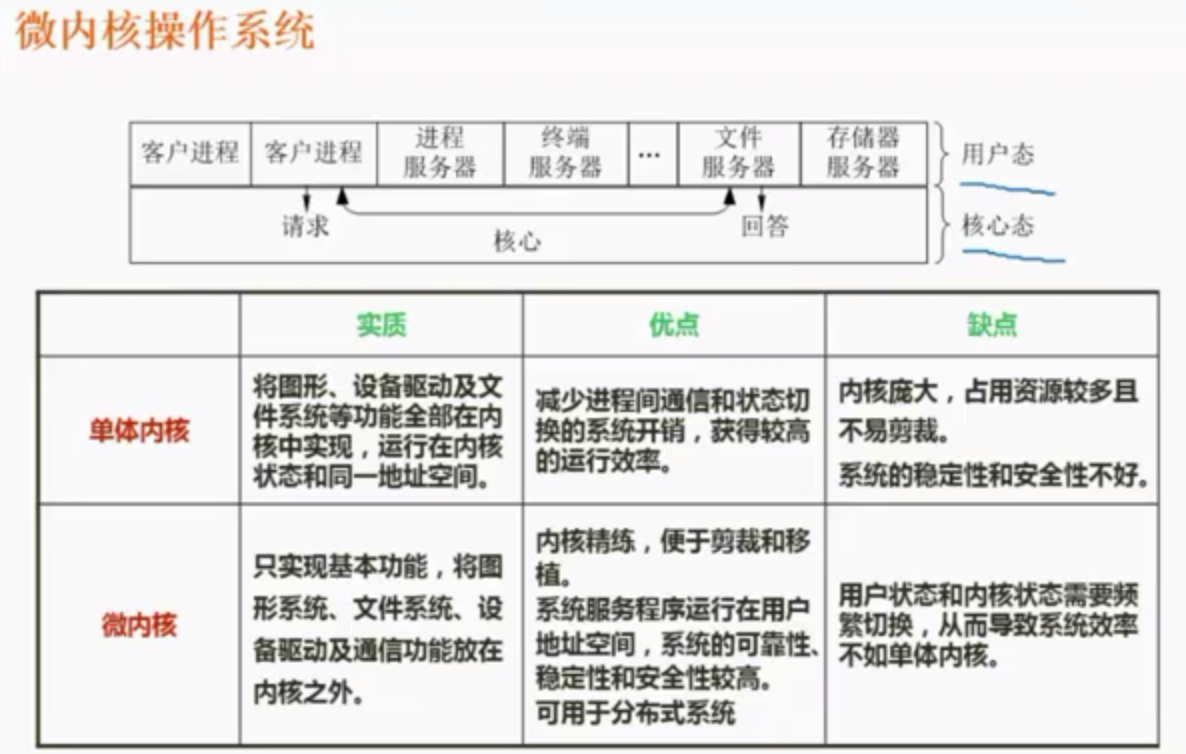 微内核操作系统
客户进程
客户进程
进程
服务器
终端
服务器
...
文件
服务器
存储器
服务器
用户态
请求
核心
回答
核心态
实质
优点
缺点
单体内核
将图形、设备驱动及文
件系统等功能全部在内
核中实现，运行在内核
状态和同一地址空间。
减少进程间通信和状态切
换的系统开销，获得较高
的运行效率。
内核庞大，占用资源较多且
不易剪裁。
系统的稳定性和安全性不好。
微内核
只实现基本功能，将图
形系统、文件系统、设
备驱动及通信功能放在
内核之外。
内核精练，便于剪裁和移
植。
系统服务程序运行在用户
地址空间，系统的可靠性、
稳定性和安全性较高。
可用于分布式系统
用户状态和内核状态需要频
繁切换，从而导致系统效率
不如单体内核。